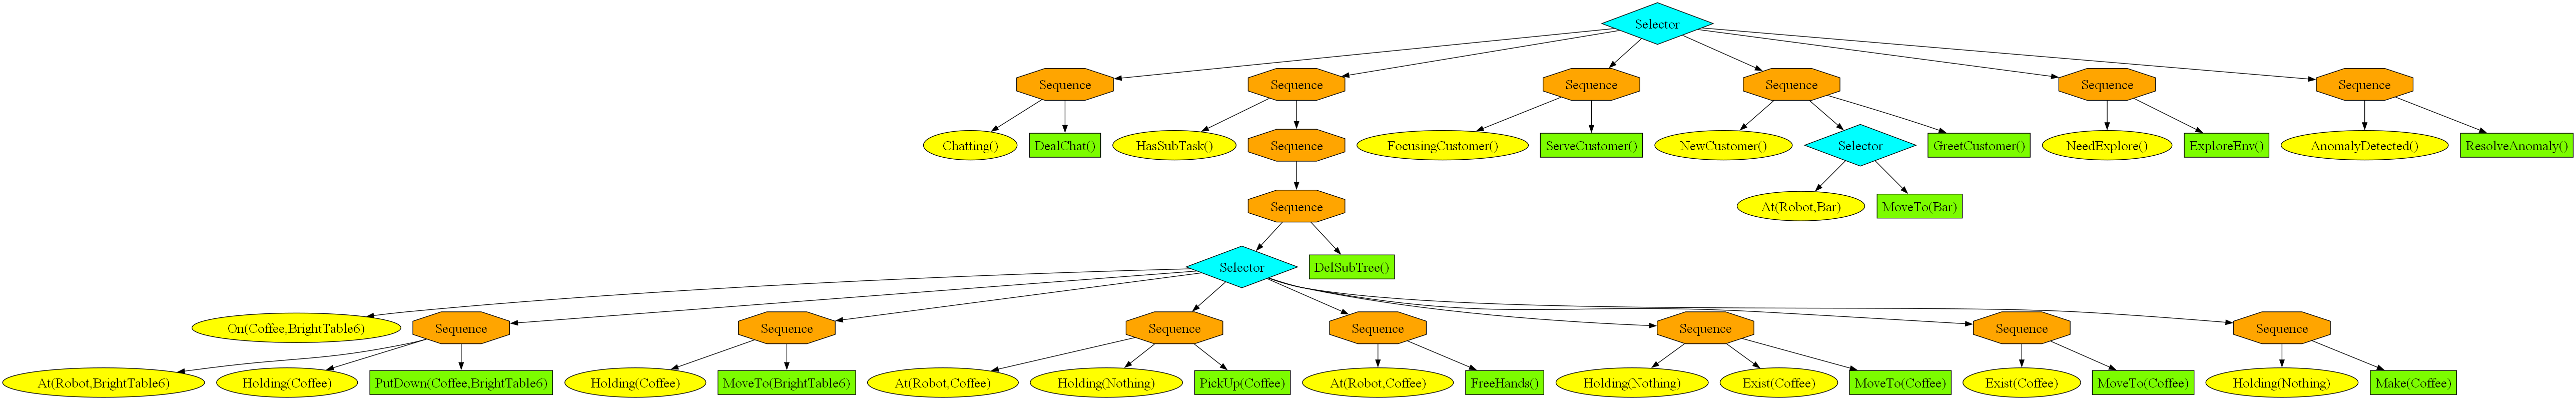 Selector
Sequence
Sequence
Sequence
Sequence
Sequence
Sequence
Chatting()
DealChat()
HasSubTask()
Sequence
FocusingCustomer()
ServeCustomer()
NewCustomer()
Selector
GreetCustomer()
NeedExplore()
ExploreEnv()
AnomalyDetected()
ResolveAnomaly()
Sequence
At(Robot,Bar)
MoveTo(Bar)
Selector
DelSubTree()
On(Coffee,BrightTable6)
Sequence
Sequence
Sequence
Sequence
Sequence
Sequence
Sequence
At(Robot,BrightTable6)
Holding(Coffee)
PutDown(Coffee,BrightTable6)
Holding(Coffee)
MoveTo(BrightTable6)
At(Robot,Coffee)
Holding(Nothing)
PickUp(Coffee)
At(Robot,Coffee)
FreeHands()
Holding(Nothing)
Exist(Coffee)
MoveTo(Coffee)
Exist(Coffee)
MoveTo(Coffee)
Holding(Nothing)
Make(Coffee)